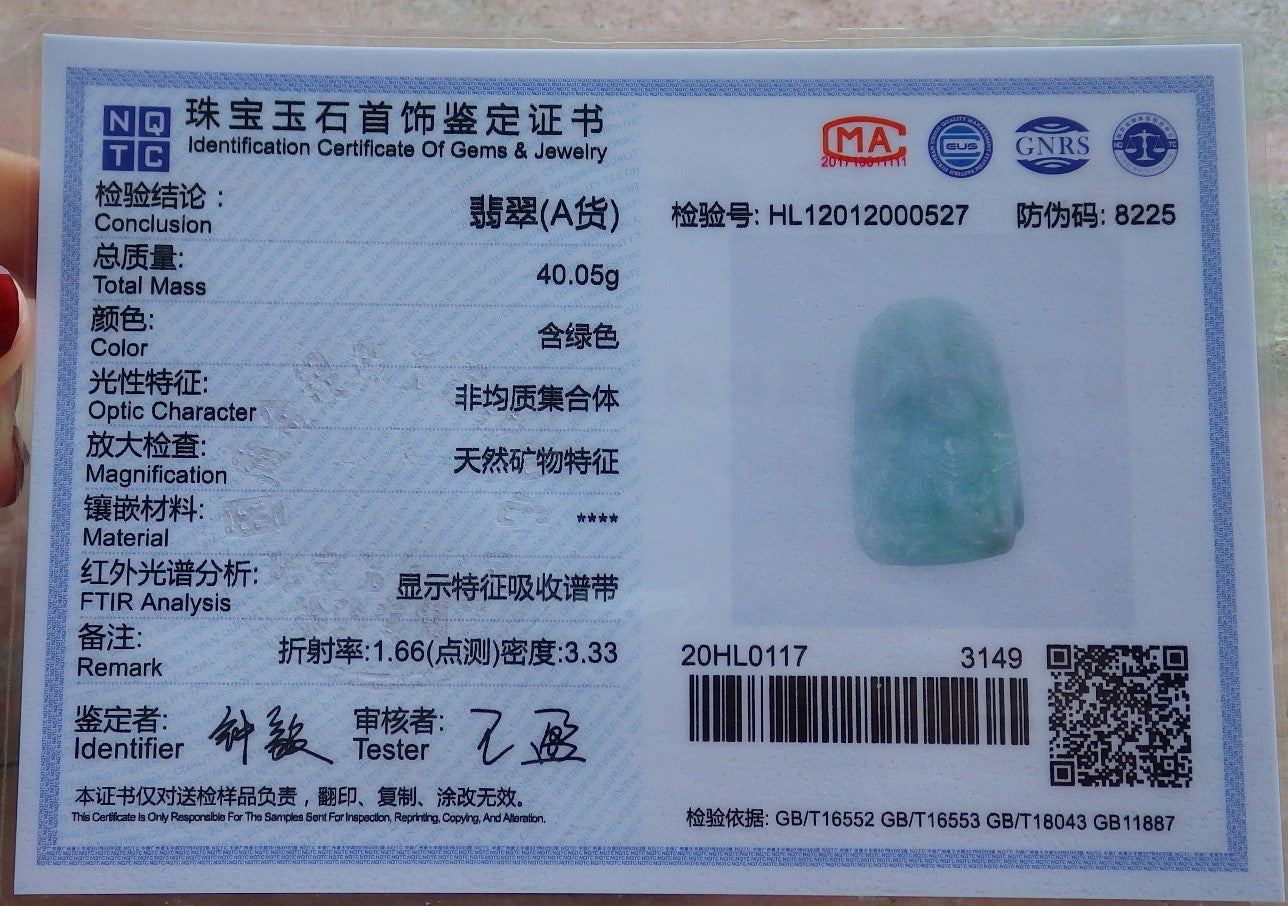 NQ
TC
珠宝玉石首饰鉴定证书
Identification Certificate Of Gems & Jewelry
检验结论：
Conclusion
翡翠(A货)
总质量:
Total Mass
40.05g
颜色:
Color
含绿色
光性特征:
Optic Character
非均质集合体
放大检查:
Magnification
天然矿物特征
镶嵌材料:
Material
****
红外光谱分析:
FTIR Analysis
显示特征吸收谱带
备注:
Remark
折射率:1.66(点测)密度:3.33
鉴定者:
Identifier
审核者:
Tester
本证书仅对送检样品负责，翻印、复制、涂改无效。
This Certificate Is Only Responsible For The Samples Sent For Inspection, Reprinting, Copying, And Alteration.
MA
GNRS
检验号: HL12012000527 防伪码: 8225
20HL0117 3149
检验依据: GB/T16552 GB/T16553 GB/T18043 GB11887